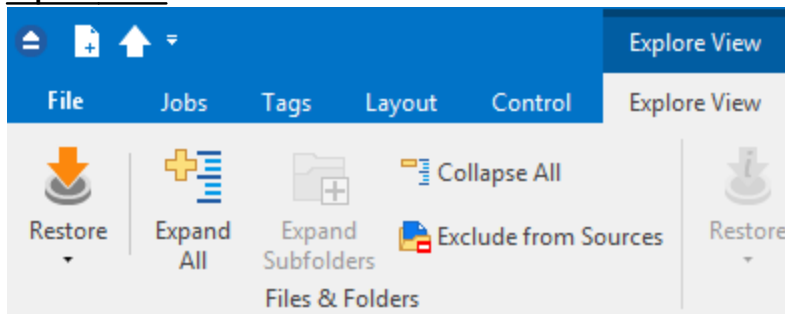 Explore View
File Jobs Tags Layout Control Explore View
Restore
Expand All
Expand Subfolders
Collapse All
Exclude from Sources
Restore
Files & Folders